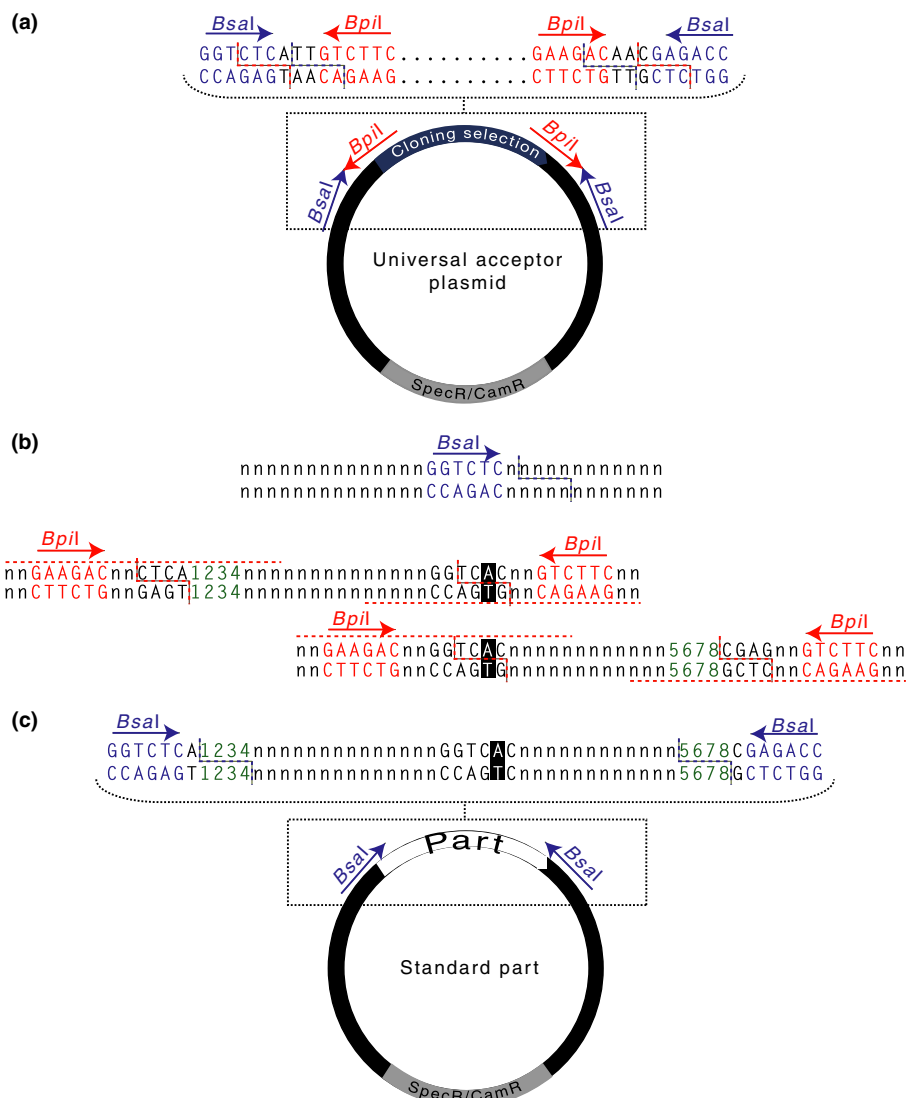 (a)
BsaI BpiI BpiI BsaI
GGTCTCATTGTCTTC..........GAAGACAACGAGACC
CCAGAGTAACAGAAG..........CTTCTGTTGCTCTGG
BpiI Cloning selection BpiI
BsaI BsaI
Universal acceptor
plasmid
SpecR/CamR
(b)
BsaI
nnnnnnnnnnnnnnGGTCTCnnnnnnnnnnnn
nnnnnnnnnnnnnnCCAGACnnnnnnnnnnnn
BpiI BpiI
nnGAAGACnnCTCA1234nnnnnnnnnnnnnnGGTCACnnGTCTTCnn
nnCTTCTGnnGAGT1234nnnnnnnnnnnnnnCCAGTGnnCAGAAGnn
BpiI BpiI
nnGAAGACnnGGTCACnnnnnnnnnnnn5678CGAGnnGTCTTCnn
nnCTTCTGnnCCAGTGnnnnnnnnnnnn5678GCTCnnCAGAAGnn
(c)
BsaI BsaI
GGTCTCA1234nnnnnnnnnnnnnnGGTCACnnnnnnnnnnnn5678CGAGACC
CCAGAGT1234nnnnnnnnnnnnnnCCAGTCnnnnnnnnnnnn5678GCTCTGG
BsaI Part BsaI
Standard part
SpecR/CamR